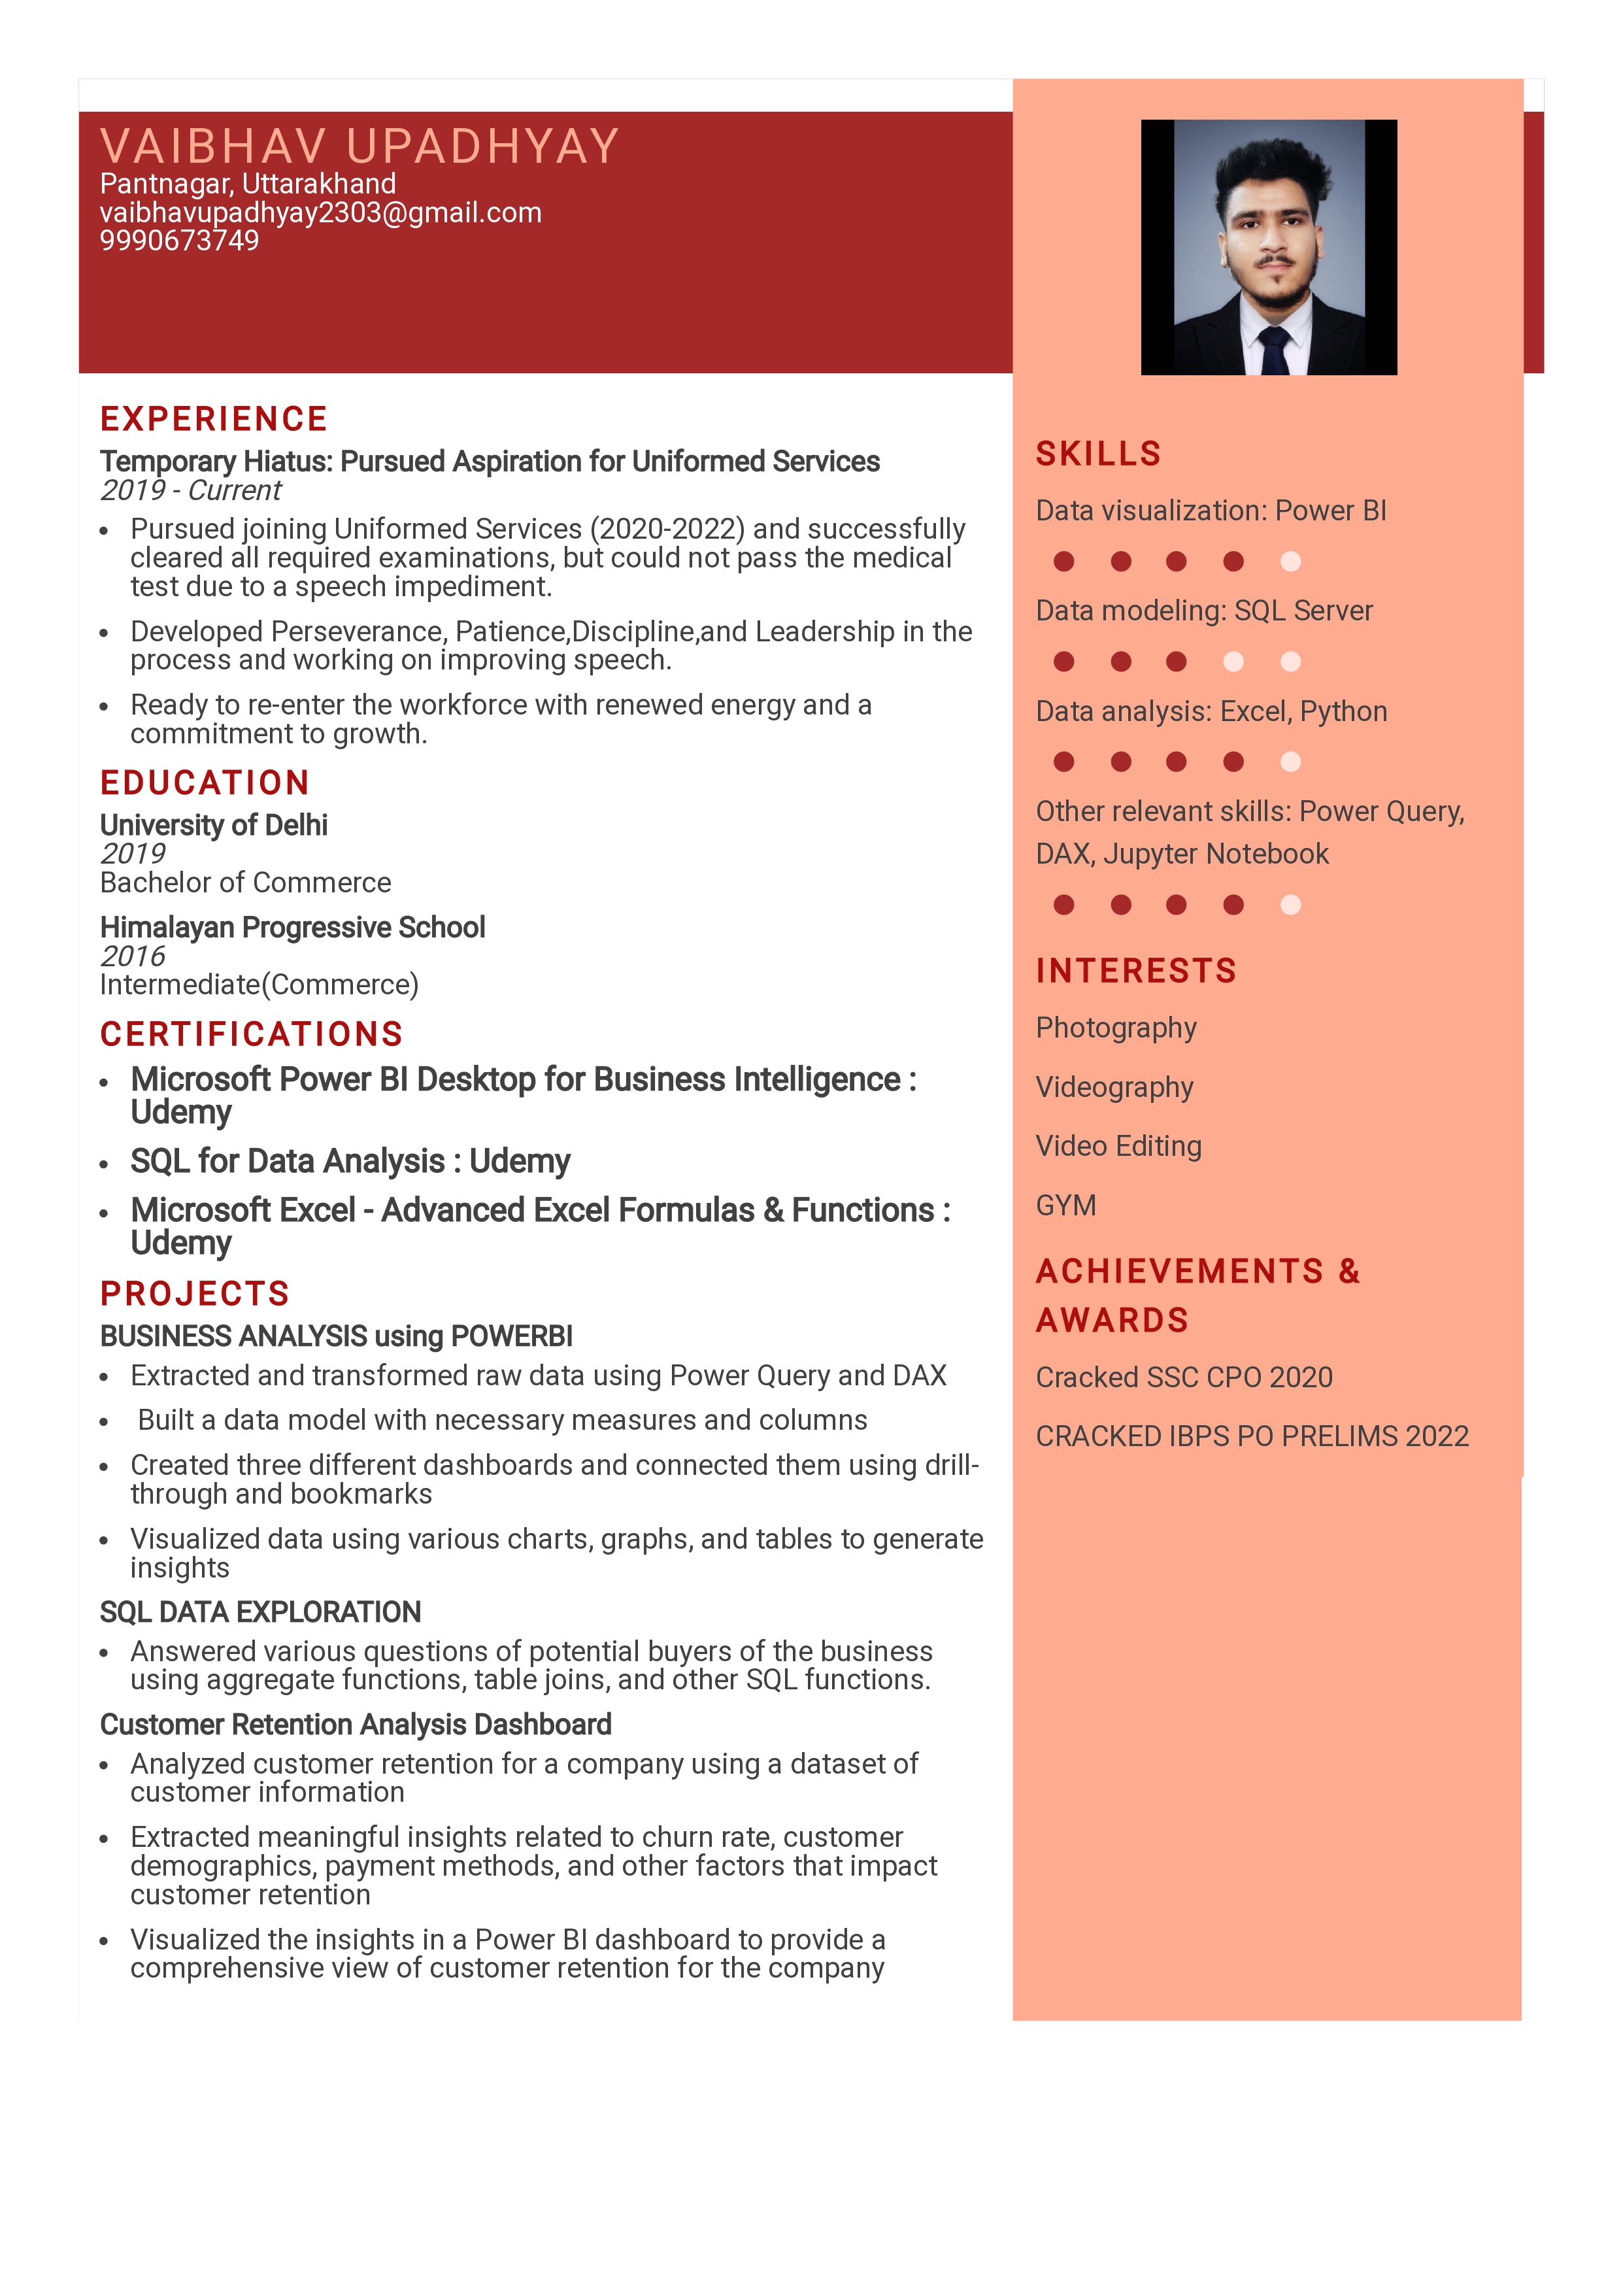 VAIBHAV UPADHYAY
Pantnagar, Uttarakhand
vaibhavupadhyay2303@gmail.com
9990673749
EXPERIENCE
Temporary Hiatus: Pursued Aspiration for Uniformed Services
2019 - Current
• Pursued joining Uniformed Services (2020-2022) and successfully
cleared all required examinations, but could not pass the medical
test due to a speech impediment.
• Developed Perseverance, Patience,Discipline,and Leadership in the
process and working on improving speech.
• Ready to re-enter the workforce with renewed energy and a
commitment to growth.
EDUCATION
University of Delhi
2019
Bachelor of Commerce
Himalayan Progressive School
2016
Intermediate(Commerce)
CERTIFICATIONS
• Microsoft Power BI Desktop for Business Intelligence :
Udemy
• SQL for Data Analysis : Udemy
• Microsoft Excel - Advanced Excel Formulas & Functions :
Udemy
PROJECTS
BUSINESS ANALYSIS using POWERBI
• Extracted and transformed raw data using Power Query and DAX
• Built a data model with necessary measures and columns
• Created three different dashboards and connected them using drill-
through and bookmarks
• Visualized data using various charts, graphs, and tables to generate
insights
SQL DATA EXPLORATION
• Answered various questions of potential buyers of the business
using aggregate functions, table joins, and other SQL functions.
Customer Retention Analysis Dashboard
• Analyzed customer retention for a company using a dataset of
customer information
• Extracted meaningful insights related to churn rate, customer
demographics, payment methods, and other factors that impact
customer retention
• Visualized the insights in a Power BI dashboard to provide a
comprehensive view of customer retention for the company
SKILLS
Data visualization: Power BI
Data modeling: SQL Server
Data analysis: Excel, Python
Other relevant skills: Power Query,
DAX, Jupyter Notebook
INTERESTS
Photography
Videography
Video Editing
GYM
ACHIEVEMENTS &
AWARDS
Cracked SSC CPO 2020
CRACKED IBPS PO PRELIMS 2022